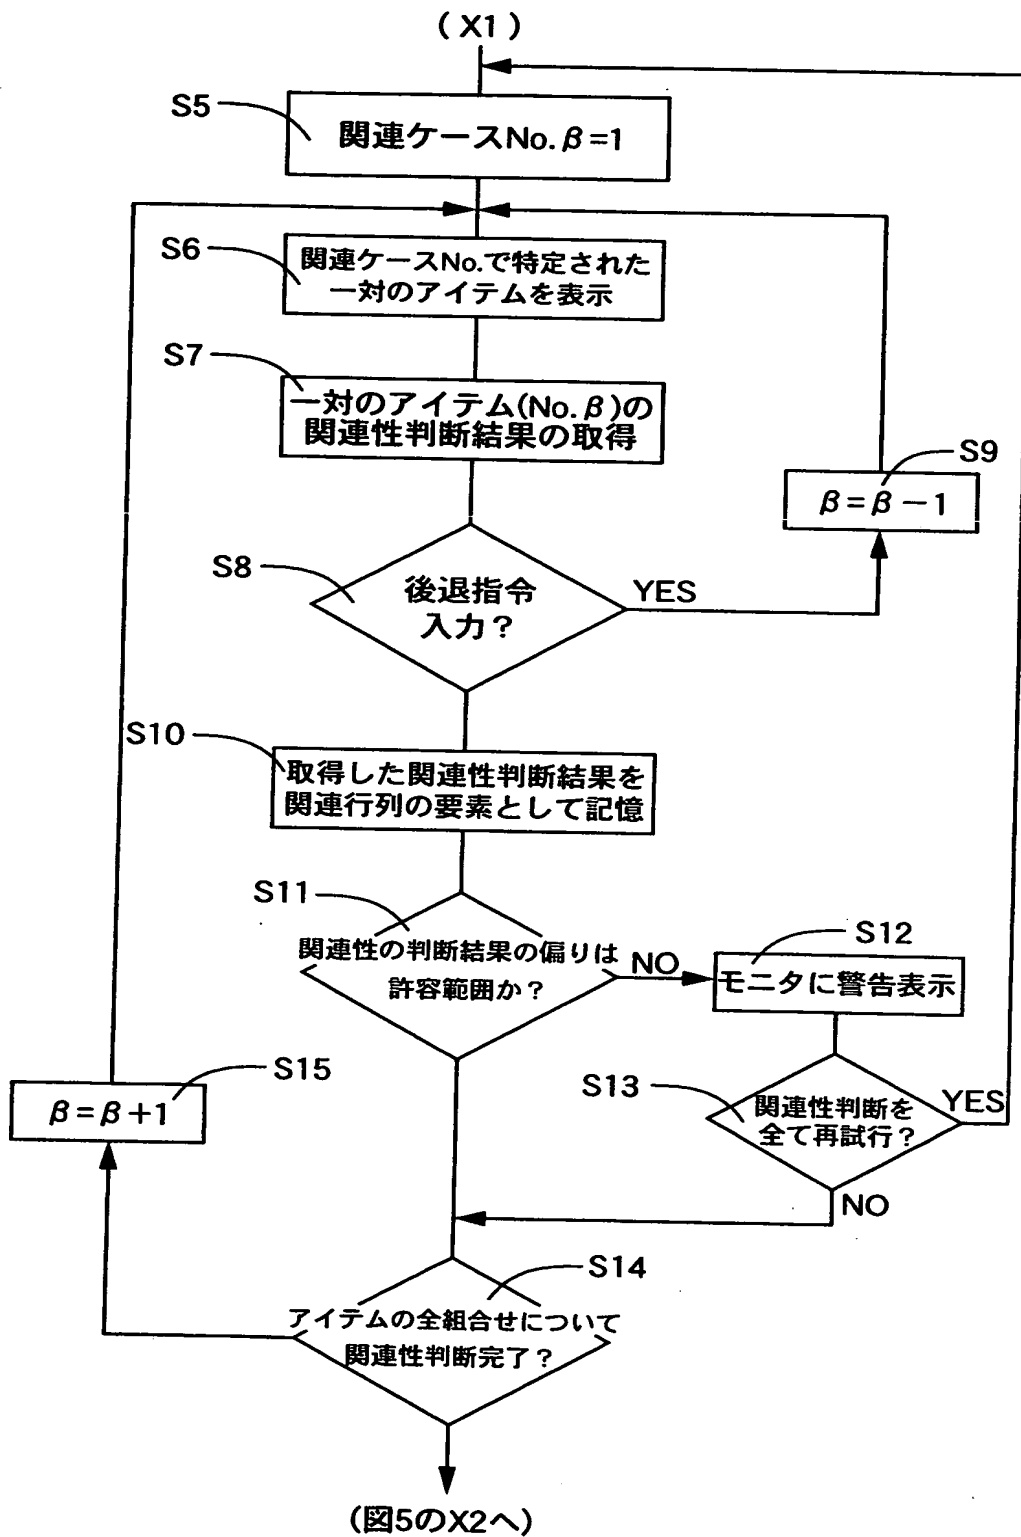 (X1)
S5
関連ケースNo.β=1
S6
関連ケースNo.で特定された
一対のアイテムを表示
S7
一対のアイテム(No.β)の
関連性判断結果の取得
S9
β=β-1
S8
後退指令
入力?
YES
S10
取得した関連性判断結果を
関連行列の要素として記憶
S11
関連性の判断結果の偏りは
許容範囲か?
NO
S12
モニタに警告表示
S13
関連性判断を
全て再試行?
YES
NO
S15
β=β+1
S14
アイテムの全組合せについて
関連性判断完了?
(図5のX2へ)